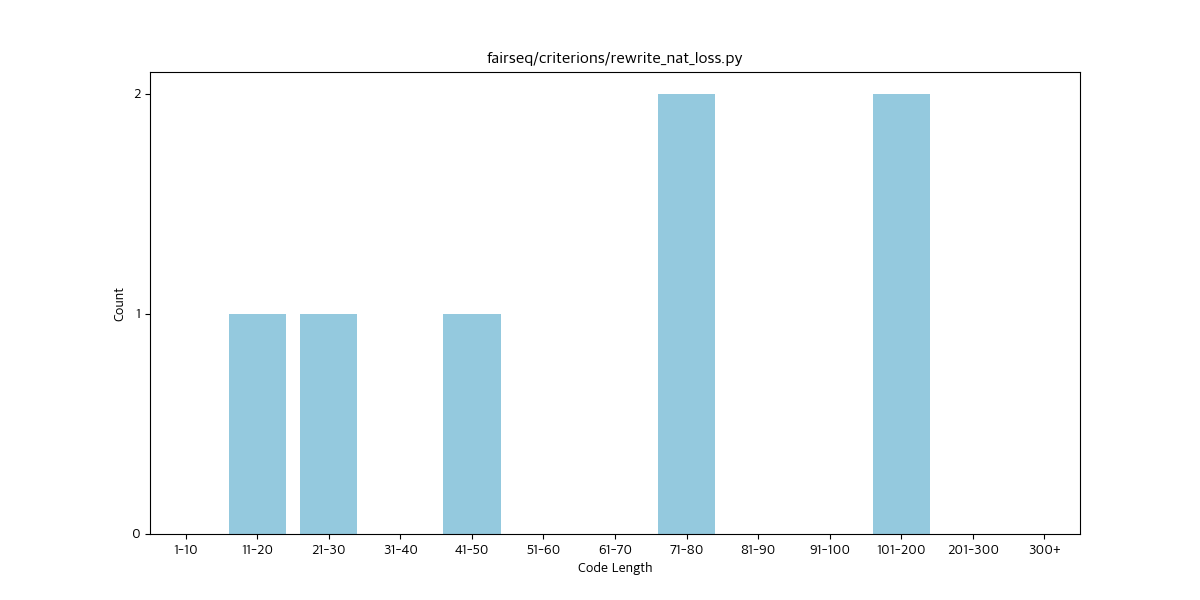 fairseq/criterions/rewrite_nat_loss.py
2
1
0
Count
1-10 11-20 21-30 31-40 41-50 51-60 61-70 71-80 81-90 91-100 101-200 201-300 300+
Code Length